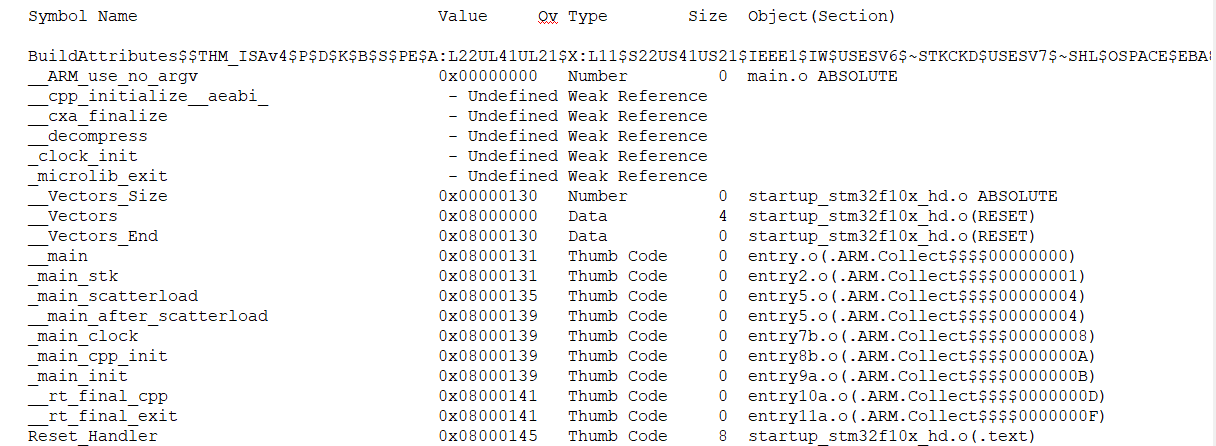 Symbol Name Value Ov Type Size Object(Section)
BuildAttributes$$THM_ISAv4$P$D$K$B$S$PE$A:L22UL41UL21$X:L11$S22US41US21$IEEE1$IW$USESV6$~STKCKD$USESV7$~SHL$OSPACE$EBA8
__ARM_use_no_argv 0x00000000 Number 0 main.o ABSOLUTE
__cpp_initialize__aeabi_ - Undefined Weak Reference
__cxa_finalize - Undefined Weak Reference
__decompress - Undefined Weak Reference
_clock_init - Undefined Weak Reference
_microlib_exit - Undefined Weak Reference
__Vectors_Size 0x00000130 Number 0 startup_stm32f10x_hd.o ABSOLUTE
__Vectors 0x08000000 Data 4 startup_stm32f10x_hd.o(RESET)
__Vectors_End 0x08000130 Data 0 startup_stm32f10x_hd.o(RESET)
__main 0x08000131 Thumb Code 0 entry.o(.ARM.Collect$$$$00000000)
_main_stk 0x08000131 Thumb Code 0 entry2.o(.ARM.Collect$$$$00000001)
_main_scatterload 0x08000135 Thumb Code 0 entry5.o(.ARM.Collect$$$$00000004)
__main_after_scatterload 0x08000139 Thumb Code 0 entry5.o(.ARM.Collect$$$$00000004)
_main_clock 0x08000139 Thumb Code 0 entry7b.o(.ARM.Collect$$$$00000008)
_main_cpp_init 0x08000139 Thumb Code 0 entry8b.o(.ARM.Collect$$$$0000000A)
_main_init 0x08000139 Thumb Code 0 entry9a.o(.ARM.Collect$$$$0000000B)
__rt_final_cpp 0x08000141 Thumb Code 0 entry10a.o(.ARM.Collect$$$$0000000D)
__rt_final_exit 0x08000141 Thumb Code 0 entry11a.o(.ARM.Collect$$$$0000000F)
Reset_Handler 0x08000145 Thumb Code 8 startup_stm32f10x_hd.o(.text)